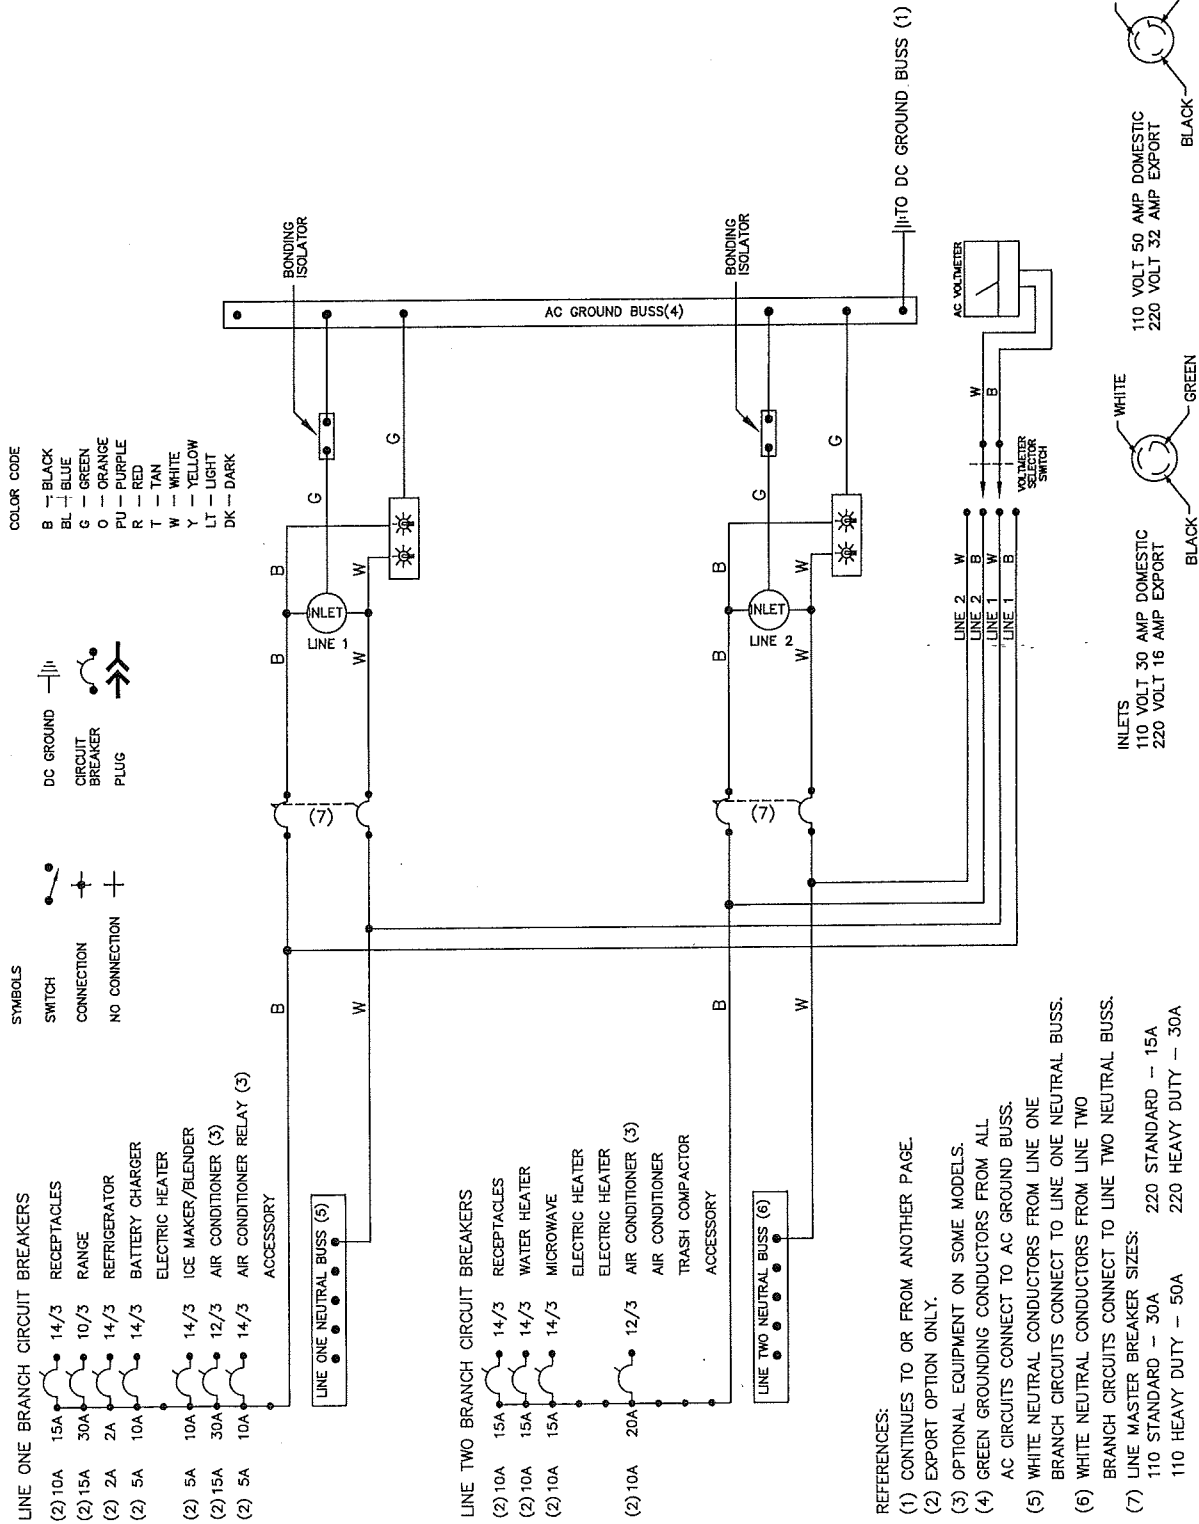 LINE ONE BRANCH CIRCUIT BREAKERS
(2) 10A 15A 14/3 RECEPTACLES
(2) 15A 30A 10/3 RANGE
(2) 2A 2A 14/3 REFRIGERATOR
(2) 5A 10A 14/3 BATTERY CHARGER
ELECTRIC HEATER
(2) 5A 10A 14/3 ICE MAKER/BLENDER
(2) 15A 30A 12/3 AIR CONDITIONER (3)
(2) 5A 10A 14/3 AIR CONDITIONER RELAY (3)
ACCESSORY
LINE ONE NEUTRAL BUSS (5)
SYMBOLS
SWITCH
CONNECTION
NO CONNECTION
DC GROUND
CIRCUIT
BREAKER
PLUG
COLOR CODE
B – BLACK
BL – BLUE
G – GREEN
O – ORANGE
PU – PURPLE
R – RED
T – TAN
W – WHITE
Y – YELLOW
LT – LIGHT
DK – DARK
B
W
(7)
B
W
B
W
INLET
LINE 1
G
G
BONDING
ISOLATOR
AC GROUND BUSS(4)
LINE TWO BRANCH CIRCUIT BREAKERS
(2) 10A 15A 14/3 RECEPTACLES
(2) 10A 15A 14/3 WATER HEATER
(2) 10A 15A 14/3 MICROWAVE
ELECTRIC HEATER
ELECTRIC HEATER
(2) 10A 20A 12/3 AIR CONDITIONER (3)
AIR CONDITIONER
TRASH COMPACTOR
ACCESSORY
LINE TWO NEUTRAL BUSS (6)
B
W
(7)
B
W
B
W
INLET
LINE 2
G
G
BONDING
ISOLATOR
TO DC GROUND BUSS (1)
LINE 2 W
LINE 2 B
LINE 1 W
LINE 1 B
VOLTMETER
SELECTOR
SWITCH
W
B
AC VOLTMETER
REFERENCES:
(1) CONTINUES TO OR FROM ANOTHER PAGE.
(2) EXPORT OPTION ONLY.
(3) OPTIONAL EQUIPMENT ON SOME MODELS.
(4) GREEN GROUNDING CONDUCTORS FROM ALL
AC CIRCUITS CONNECT TO AC GROUND BUSS.
(5) WHITE NEUTRAL CONDUCTORS FROM LINE ONE
BRANCH CIRCUITS CONNECT TO LINE ONE NEUTRAL BUSS.
(6) WHITE NEUTRAL CONDUCTORS FROM LINE TWO
BRANCH CIRCUITS CONNECT TO LINE TWO NEUTRAL BUSS.
(7) LINE MASTER BREAKER SIZES:
110 STANDARD – 30A 220 STANDARD – 15A
110 HEAVY DUTY – 50A 220 HEAVY DUTY – 30A
INLETS
110 VOLT 30 AMP DOMESTIC
220 VOLT 16 AMP EXPORT
BLACK
WHITE
GREEN
110 VOLT 50 AMP DOMESTIC
220 VOLT 32 AMP EXPORT
BLACK